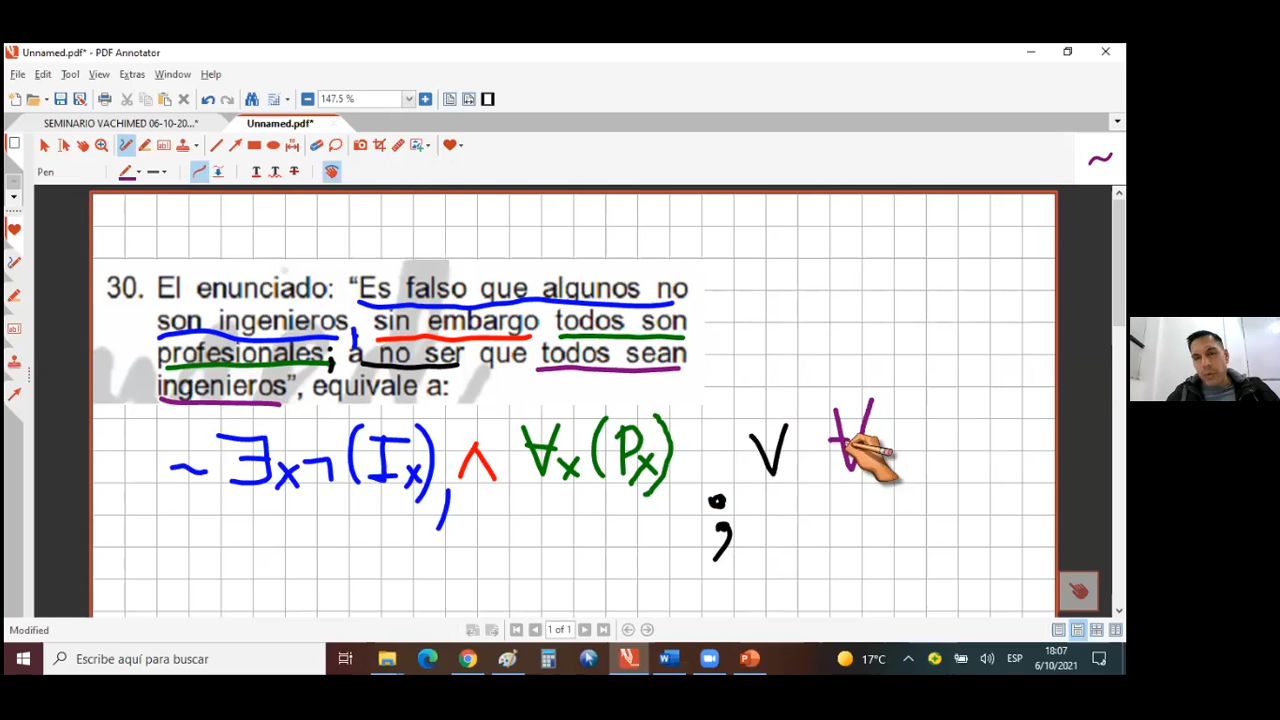 Unnamed.pdf* - PDF Annotator
File Edit Tool View Extras Window Help
147.5 %
SEMINARIO VACHIMED 06-10-20...* Unnamed.pdf*
Pen
30. El enunciado: “Es falso que algunos no
son ingenieros, sin embargo todos son
profesionales; a no ser que todos sean
ingenieros”, equivale a:
~ ∃x¬(Ix), ∧ ∀x(Px) ; ∨ ∀
1 of 1
Modified
Escribe aquí para buscar
17°C
ESP
18:07
6/10/2021